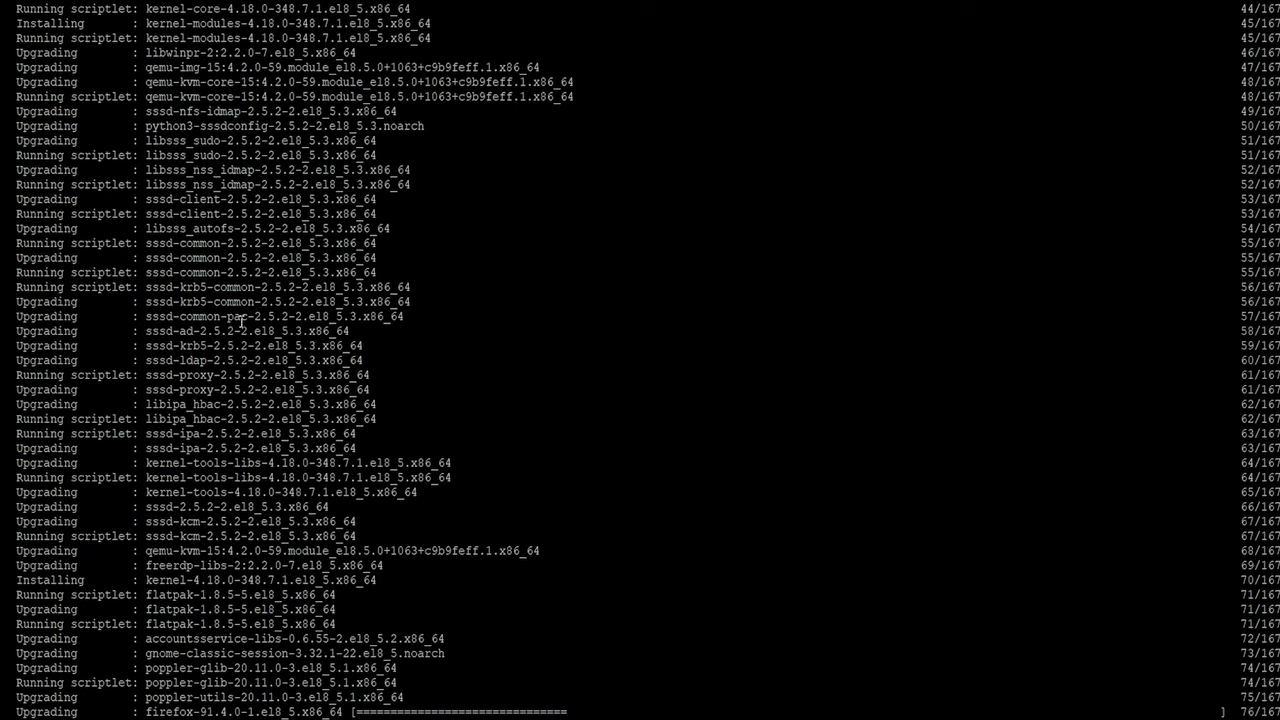 Running scriptlet: kernel-core-4.18.0-348.7.1.el8_5.x86_64 44/167
Installing : kernel-modules-4.18.0-348.7.1.el8_5.x86_64 45/167
Running scriptlet: kernel-modules-4.18.0-348.7.1.el8_5.x86_64 45/167
Upgrading : libwinpr-2:2.2.0-7.el8_5.x86_64 46/167
Upgrading : qemu-img-15:4.2.0-59.module_el8.5.0+1063+c9b9feff.1.x86_64 47/167
Upgrading : qemu-kvm-core-15:4.2.0-59.module_el8.5.0+1063+c9b9feff.1.x86_64 48/167
Running scriptlet: qemu-kvm-core-15:4.2.0-59.module_el8.5.0+1063+c9b9feff.1.x86_64 48/167
Upgrading : sssd-nfs-idmap-2.5.2-2.el8_5.3.x86_64 49/167
Upgrading : python3-sssdconfig-2.5.2-2.el8_5.3.noarch 50/167
Upgrading : libsss_sudo-2.5.2-2.el8_5.3.x86_64 51/167
Running scriptlet: libsss_sudo-2.5.2-2.el8_5.3.x86_64 51/167
Upgrading : libsss_nss_idmap-2.5.2-2.el8_5.3.x86_64 52/167
Running scriptlet: libsss_nss_idmap-2.5.2-2.el8_5.3.x86_64 52/167
Upgrading : sssd-client-2.5.2-2.el8_5.3.x86_64 53/167
Running scriptlet: sssd-client-2.5.2-2.el8_5.3.x86_64 53/167
Upgrading : libsss_autofs-2.5.2-2.el8_5.3.x86_64 54/167
Running scriptlet: sssd-common-2.5.2-2.el8_5.3.x86_64 55/167
Upgrading : sssd-common-2.5.2-2.el8_5.3.x86_64 55/167
Running scriptlet: sssd-common-2.5.2-2.el8_5.3.x86_64 55/167
Running scriptlet: sssd-krb5-common-2.5.2-2.el8_5.3.x86_64 56/167
Upgrading : sssd-krb5-common-2.5.2-2.el8_5.3.x86_64 56/167
Upgrading : sssd-common-pac-2.5.2-2.el8_5.3.x86_64 57/167
Upgrading : sssd-ad-2.5.2-2.el8_5.3.x86_64 58/167
Upgrading : sssd-krb5-2.5.2-2.el8_5.3.x86_64 59/167
Upgrading : sssd-ldap-2.5.2-2.el8_5.3.x86_64 60/167
Running scriptlet: sssd-proxy-2.5.2-2.el8_5.3.x86_64 61/167
Upgrading : sssd-proxy-2.5.2-2.el8_5.3.x86_64 61/167
Upgrading : libipa_hbac-2.5.2-2.el8_5.3.x86_64 62/167
Running scriptlet: libipa_hbac-2.5.2-2.el8_5.3.x86_64 62/167
Running scriptlet: sssd-ipa-2.5.2-2.el8_5.3.x86_64 63/167
Upgrading : sssd-ipa-2.5.2-2.el8_5.3.x86_64 63/167
Upgrading : kernel-tools-libs-4.18.0-348.7.1.el8_5.x86_64 64/167
Running scriptlet: kernel-tools-libs-4.18.0-348.7.1.el8_5.x86_64 64/167
Upgrading : kernel-tools-4.18.0-348.7.1.el8_5.x86_64 65/167
Upgrading : sssd-2.5.2-2.el8_5.3.x86_64 66/167
Upgrading : sssd-kcm-2.5.2-2.el8_5.3.x86_64 67/167
Running scriptlet: sssd-kcm-2.5.2-2.el8_5.3.x86_64 67/167
Upgrading : qemu-kvm-15:4.2.0-59.module_el8.5.0+1063+c9b9feff.1.x86_64 68/167
Upgrading : freerdp-libs-2:2.2.0-7.el8_5.x86_64 69/167
Installing : kernel-4.18.0-348.7.1.el8_5.x86_64 70/167
Running scriptlet: flatpak-1.8.5-5.el8_5.x86_64 71/167
Upgrading : flatpak-1.8.5-5.el8_5.x86_64 71/167
Running scriptlet: flatpak-1.8.5-5.el8_5.x86_64 71/167
Upgrading : accountsservice-libs-0.6.55-2.el8_5.2.x86_64 72/167
Upgrading : gnome-classic-session-3.32.1-22.el8_5.noarch 73/167
Upgrading : poppler-glib-20.11.0-3.el8_5.1.x86_64 74/167
Running scriptlet: poppler-glib-20.11.0-3.el8_5.1.x86_64 74/167
Upgrading : poppler-utils-20.11.0-3.el8_5.1.x86_64 75/167
Upgrading : firefox-91.4.0-1.el8_5.x86_64 [=============================== ] 76/167